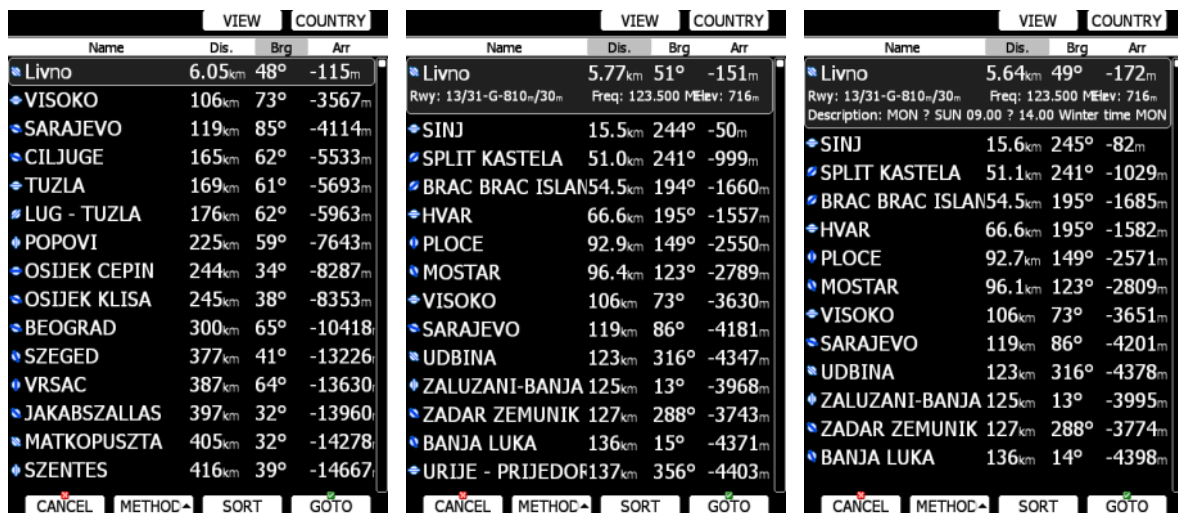 VIEW COUNTRY
Name Dis. Brg Arr
Livno 6.05km 48° -115m
VISOKO 106km 73° -3567m
SARAJEVO 119km 85° -4114m
CILJUGE 165km 62° -5533m
TUZLA 169km 61° -5693m
LUG - TUZLA 176km 62° -5963m
POPOVI 225km 59° -7643m
OSIJEK CEPIN 244km 34° -8287m
OSIJEK KLISA 245km 38° -8353m
BEOGRAD 300km 65° -10418
SZEGED 377km 41° -13226
VRSAC 387km 64° -13630
JAKABSZALLAS 397km 32° -13960
MATKOPUSZTA 405km 32° -14278
SZENTES 416km 39° -14667
CANCEL METHOD SORT GOTO
VIEW COUNTRY
Name Dis. Brg Arr
Livno 5.77km 51° -151m
Rwy: 13/31-G-810m/30m Freq: 123.500 MElev: 716m
SINJ 15.5km 244° -50m
SPLIT KASTELA 51.0km 241° -999m
BRAC BRAC ISLAN 54.5km 194° -1660m
HVAR 66.6km 195° -1557m
PLOCE 92.9km 149° -2550m
MOSTAR 96.4km 123° -2789m
VISOKO 106km 73° -3630m
SARAJEVO 119km 86° -4181m
UDBINA 123km 316° -4347m
ZALUZANI-BANJA 125km 13° -3968m
ZADAR ZEMUNIK 127km 288° -3743m
BANJA LUKA 136km 15° -4371m
URIJE - PRIJEDOR 137km 356° -4403m
CANCEL METHOD SORT GOTO
VIEW COUNTRY
Name Dis. Brg Arr
Livno 5.64km 49° -172m
Rwy: 13/31-G-810m/30m Freq: 123.500 MElev: 716m
Description: MON ? SUN 09.00 ? 14.00 Winter time MON
SINJ 15.6km 245° -82m
SPLIT KASTELA 51.1km 241° -1029m
BRAC BRAC ISLAN 54.5km 195° -1685m
HVAR 66.6km 195° -1582m
PLOCE 92.7km 149° -2571m
MOSTAR 96.1km 123° -2809m
VISOKO 106km 73° -3651m
SARAJEVO 119km 86° -4201m
UDBINA 123km 316° -4378m
ZALUZANI-BANJA 125km 13° -3995m
ZADAR ZEMUNIK 127km 288° -3774m
BANJA LUKA 136km 14° -4398m
CANCEL METHOD SORT GOTO